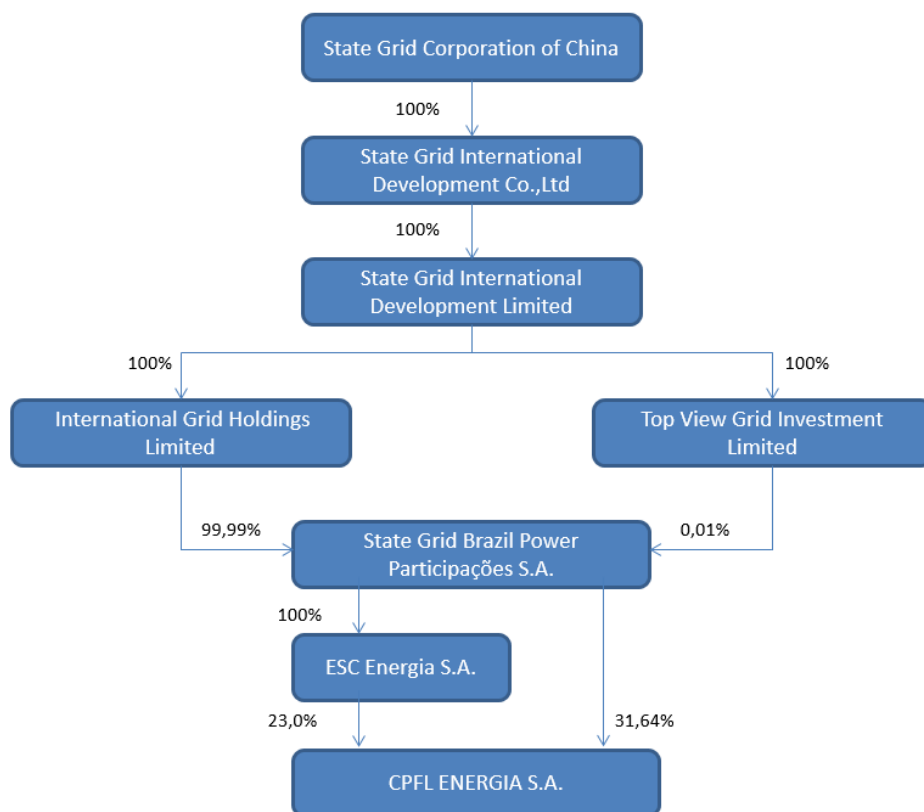 State Grid Corporation of China
100%
State Grid International
Development Co.,Ltd
100%
State Grid International
Development Limited
100%
100%
International Grid Holdings
Limited
Top View Grid Investment
Limited
99,99%
State Grid Brazil Power
Participações S.A.
0,01%
100%
ESC Energia S.A.
23,0%
31,64%
CPFL ENERGIA S.A.